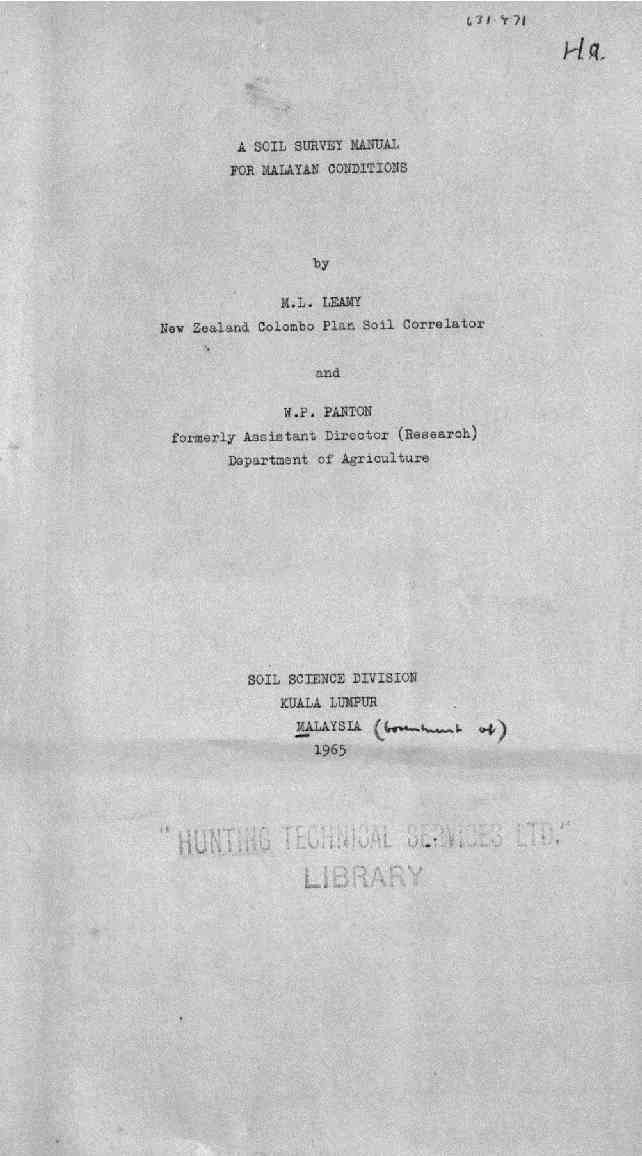 631.471
Ha.
A SOIL SURVEY MANUAL
FOR MALAYAN CONDITIONS
by
M.L. LEAMY
New Zealand Colombo Plan Soil Correlator
and
W.P. PANTON
formerly Assistant Director (Research)
Department of Agriculture
SOIL SCIENCE DIVISION
KUALA LUMPUR
MALAYSIA (Government of)
1965
"HUNTING TECHNICAL SERVICES LTD."
LIBRARY